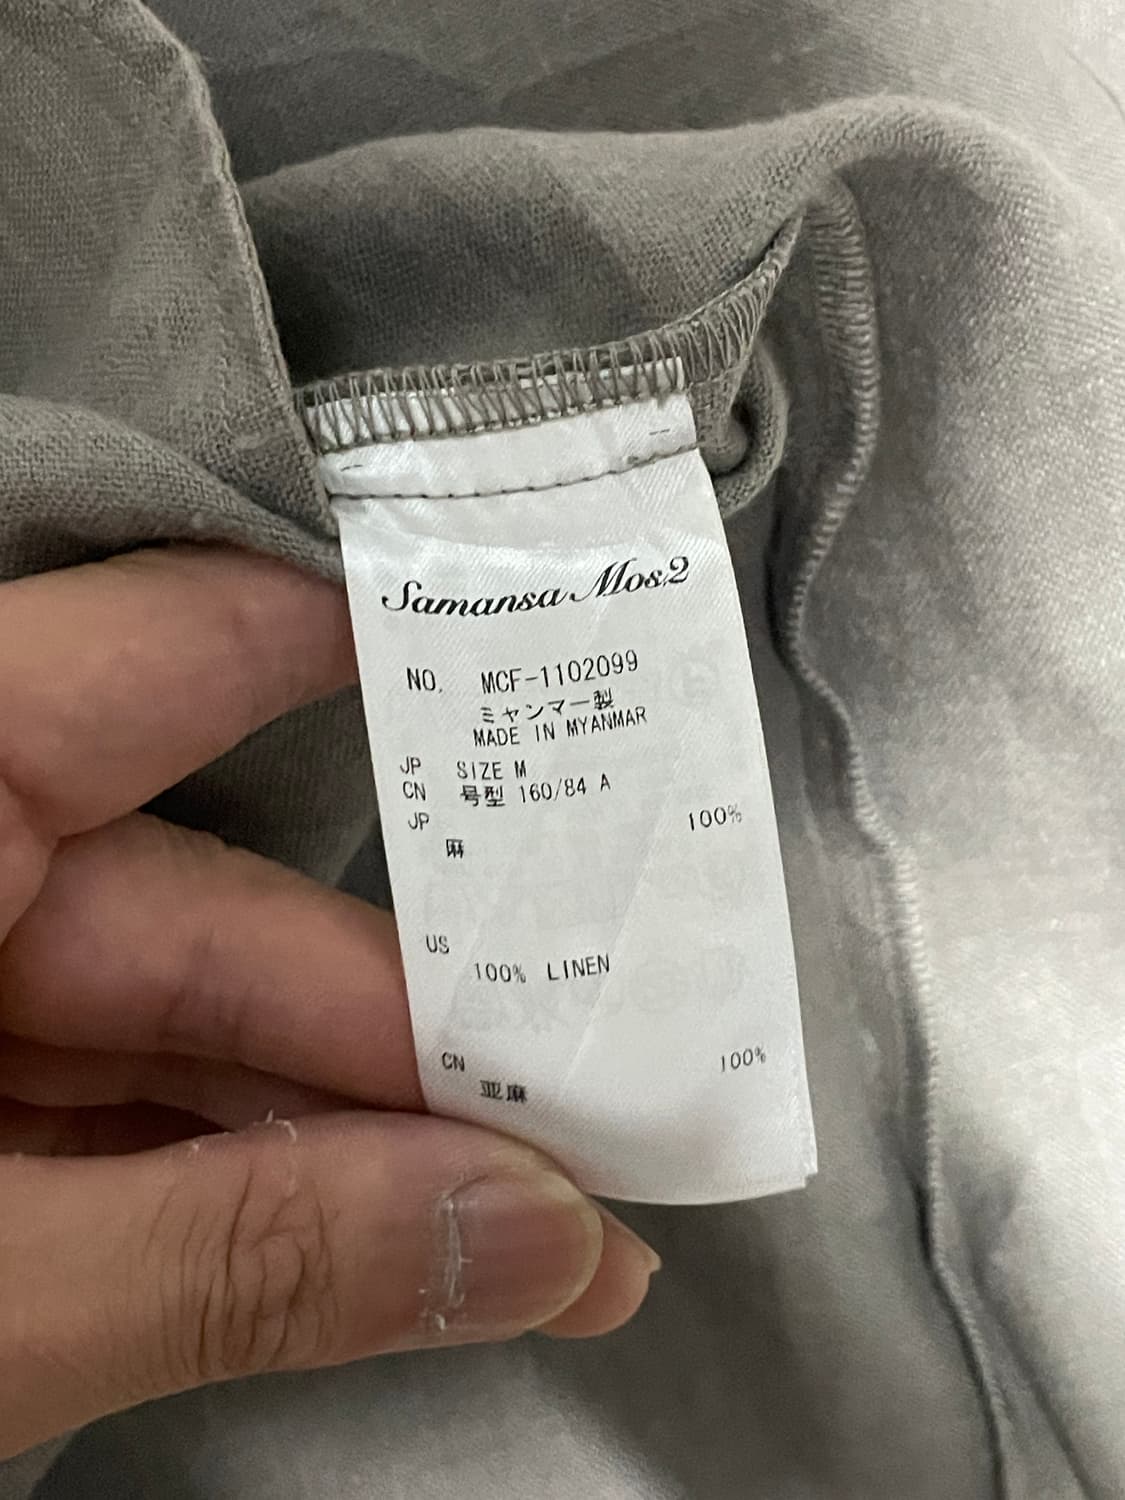 Samansa Mos2
NO. MCF-1102099
ミャンマー製
MADE IN MYANMAR
JP SIZE M
CN 号型 160/84 A
JP 100%
麻
US
100% LINEN
CN 100%
亚麻